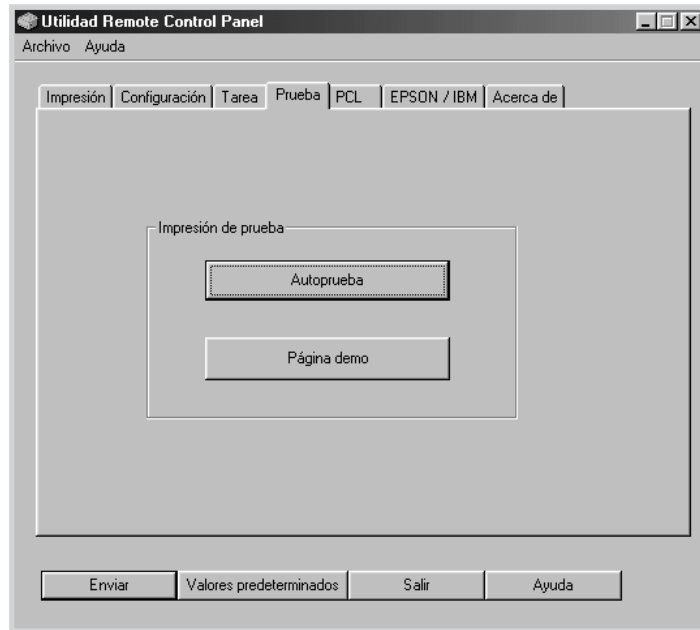 Utilidad Remote Control Panel
Archivo Ayuda
Impresión Configuración Tarea Prueba PCL EPSON / IBM Acerca de
Impresión de prueba
Autoprueba
Página demo
Enviar Valores predeterminados Salir Ayuda